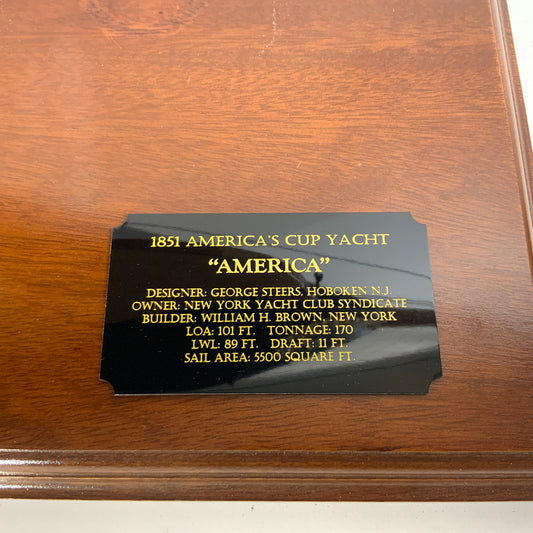 1851 AMERICA'S CUP YACHT
"AMERICA"
DESIGNER: GEORGE STEERS, HOBOKEN N.J.
OWNER: NEW YORK YACHT CLUB SYNDICATE
BUILDER: WILLIAM H. BROWN, NEW YORK
LOA: 101 FT. TONNAGE: 170
LWL: 89 FT. DRAFT: 11 FT.
SAIL AREA: 5500 SQUARE FT.